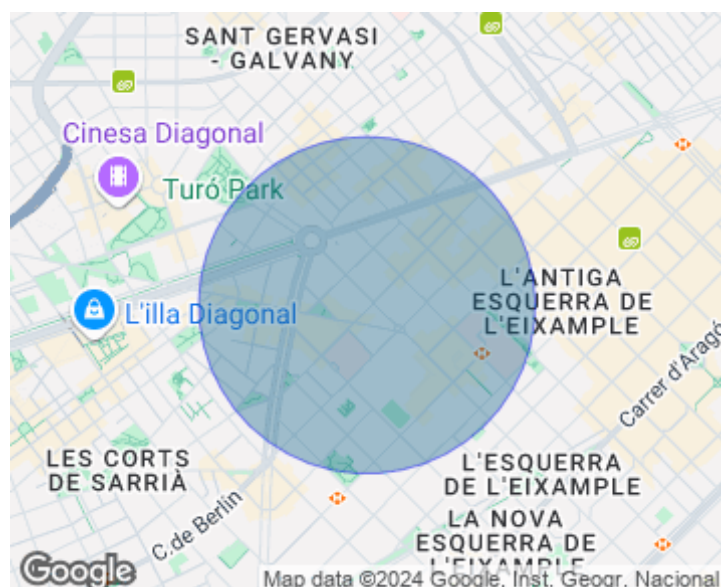 SANT GERVASI
- GALVANY
Cinesa Diagonal
Turó Park
L'ANTIGA
ESQUERRA DE
L'EIXAMPLE
L'illa Diagonal
Carrer d'Aragó
LES CORTS
DE SARRIÀ
L'ESQUERRA
DE L'EIXAMPLE
C. de Berlín
LA NOVA
ESQUERRA DE
L'EIXAMPLE
Google
Map data ©2024 Google, Inst. Geogr. Nacional